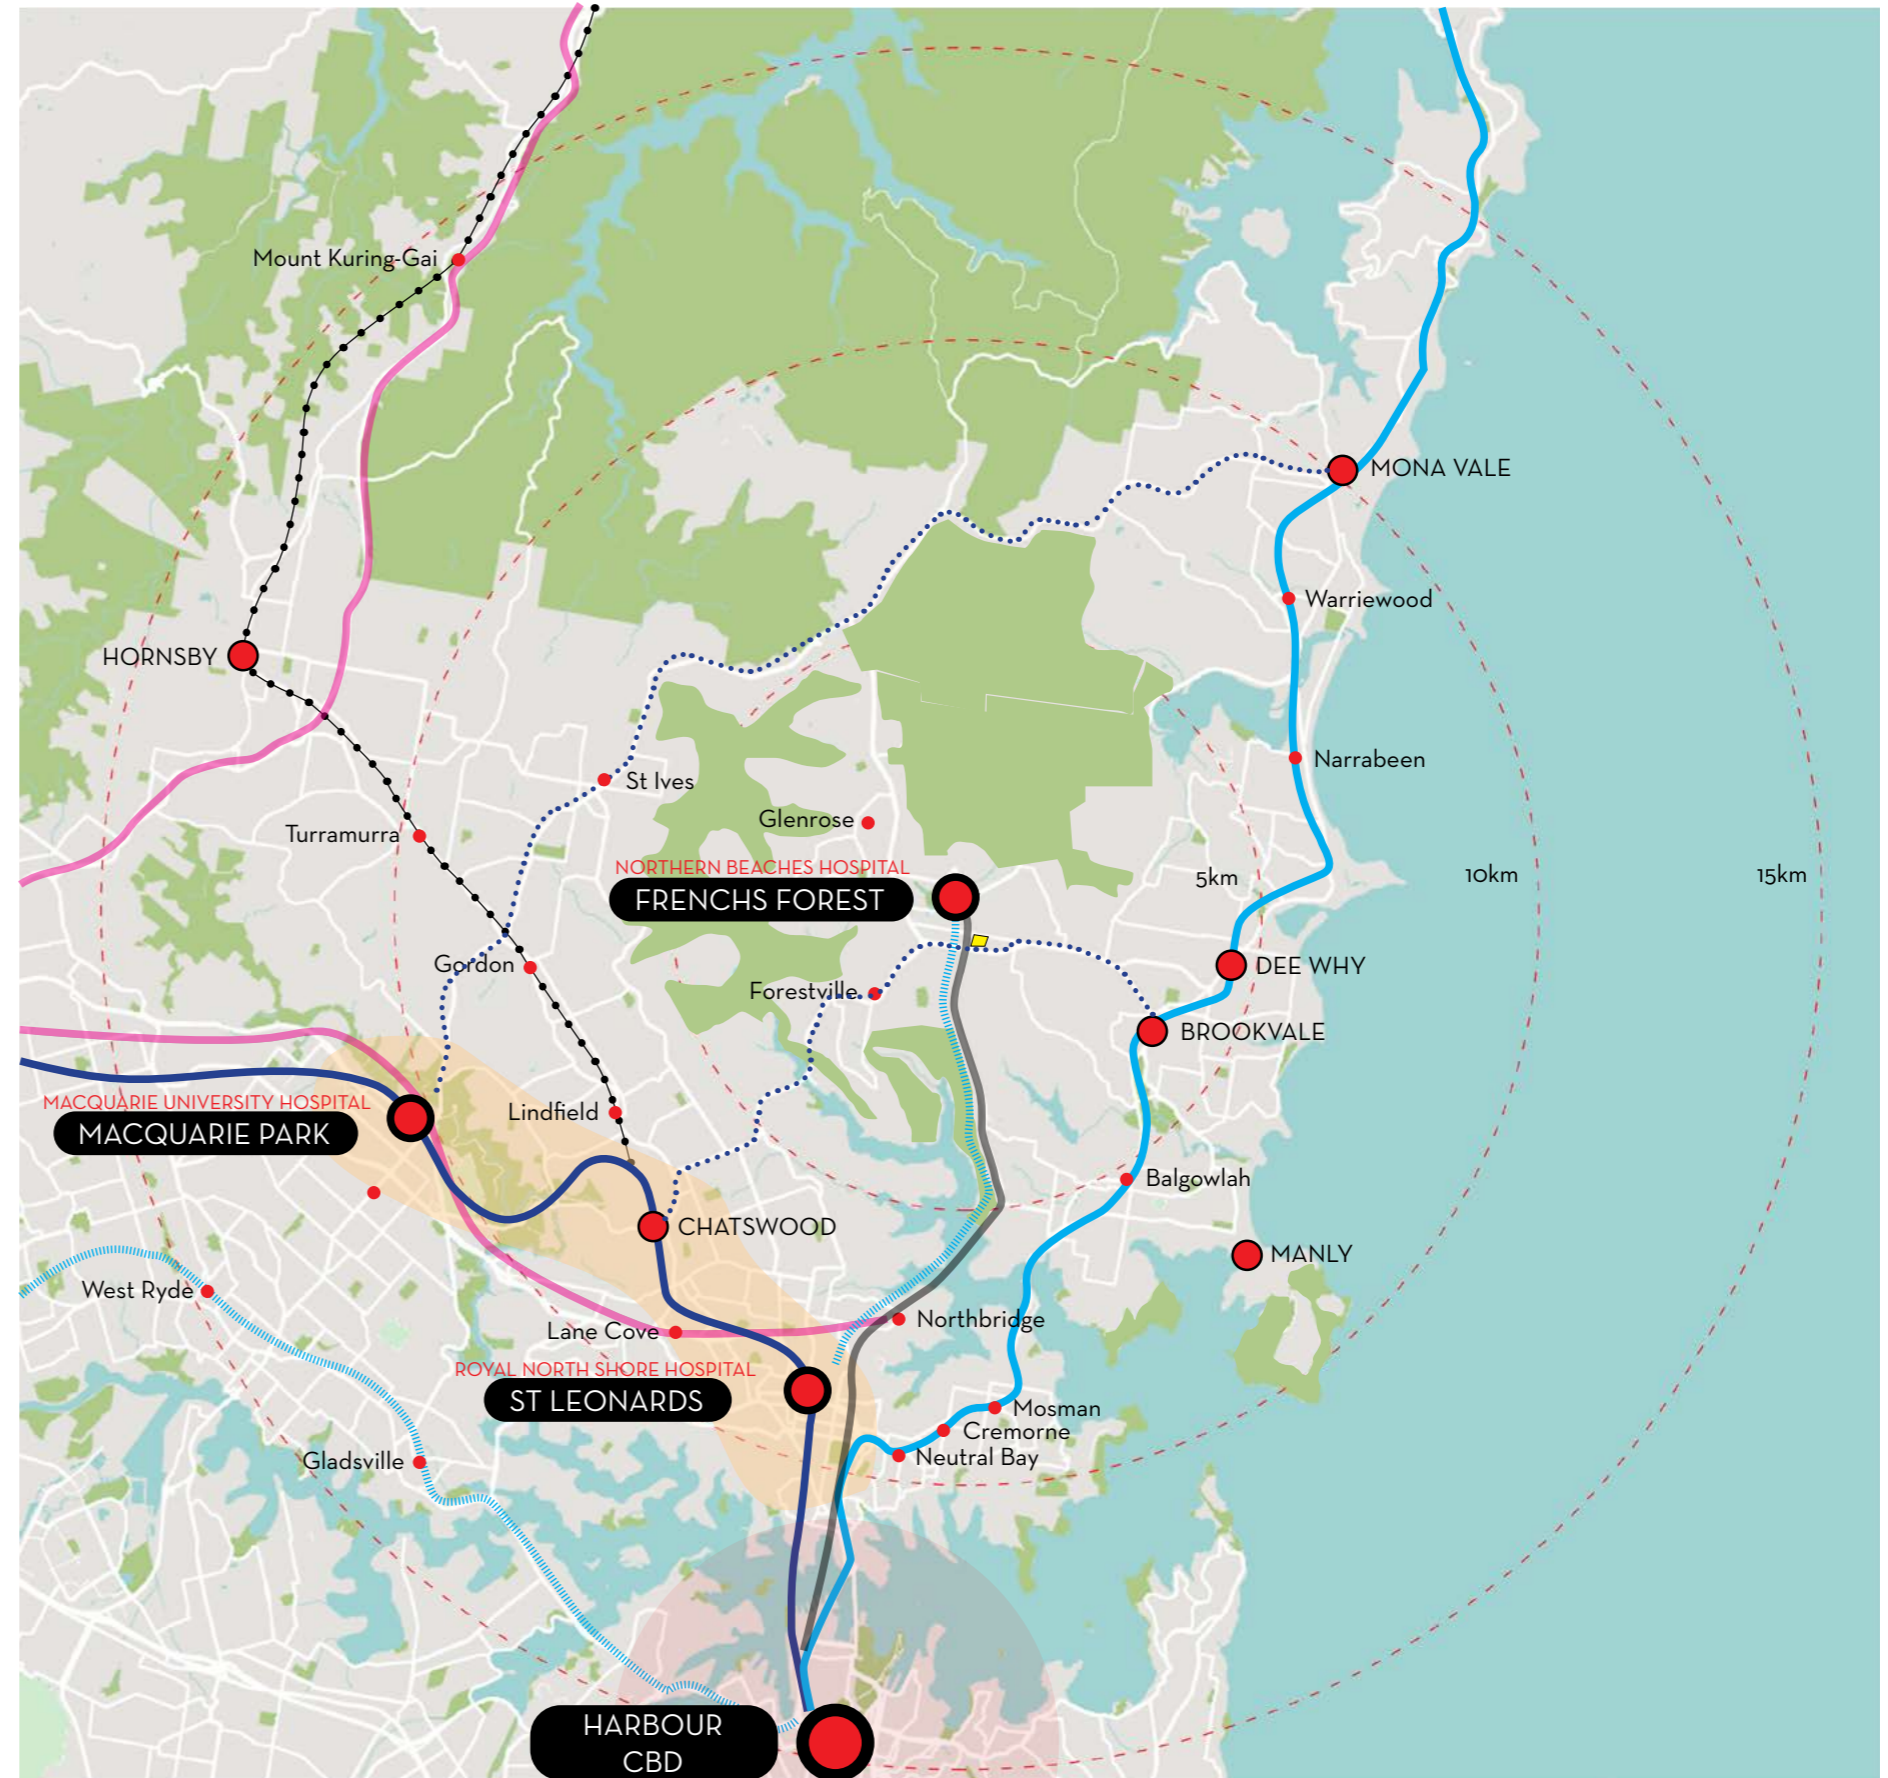 Mount Kuring-Gai
MONA VALE
Warriewood
HORNSBY
Narrabeen
St Ives
Glenrose
Turramurra
NORTHERN BEACHES HOSPITAL
FRENCHS FOREST
5km
10km
15km
Gordon
DEE WHY
Forestville
BROOKVALE
MACQUARIE UNIVERSITY HOSPITAL
MACQUARIE PARK
Lindfield
Balgowlah
CHATSWOOD
MANLY
West Ryde
Lane Cove
Northbridge
ROYAL NORTH SHORE HOSPITAL
ST LEONARDS
Mosman
Cremorne
Neutral Bay
Gladsville
HARBOUR
CBD